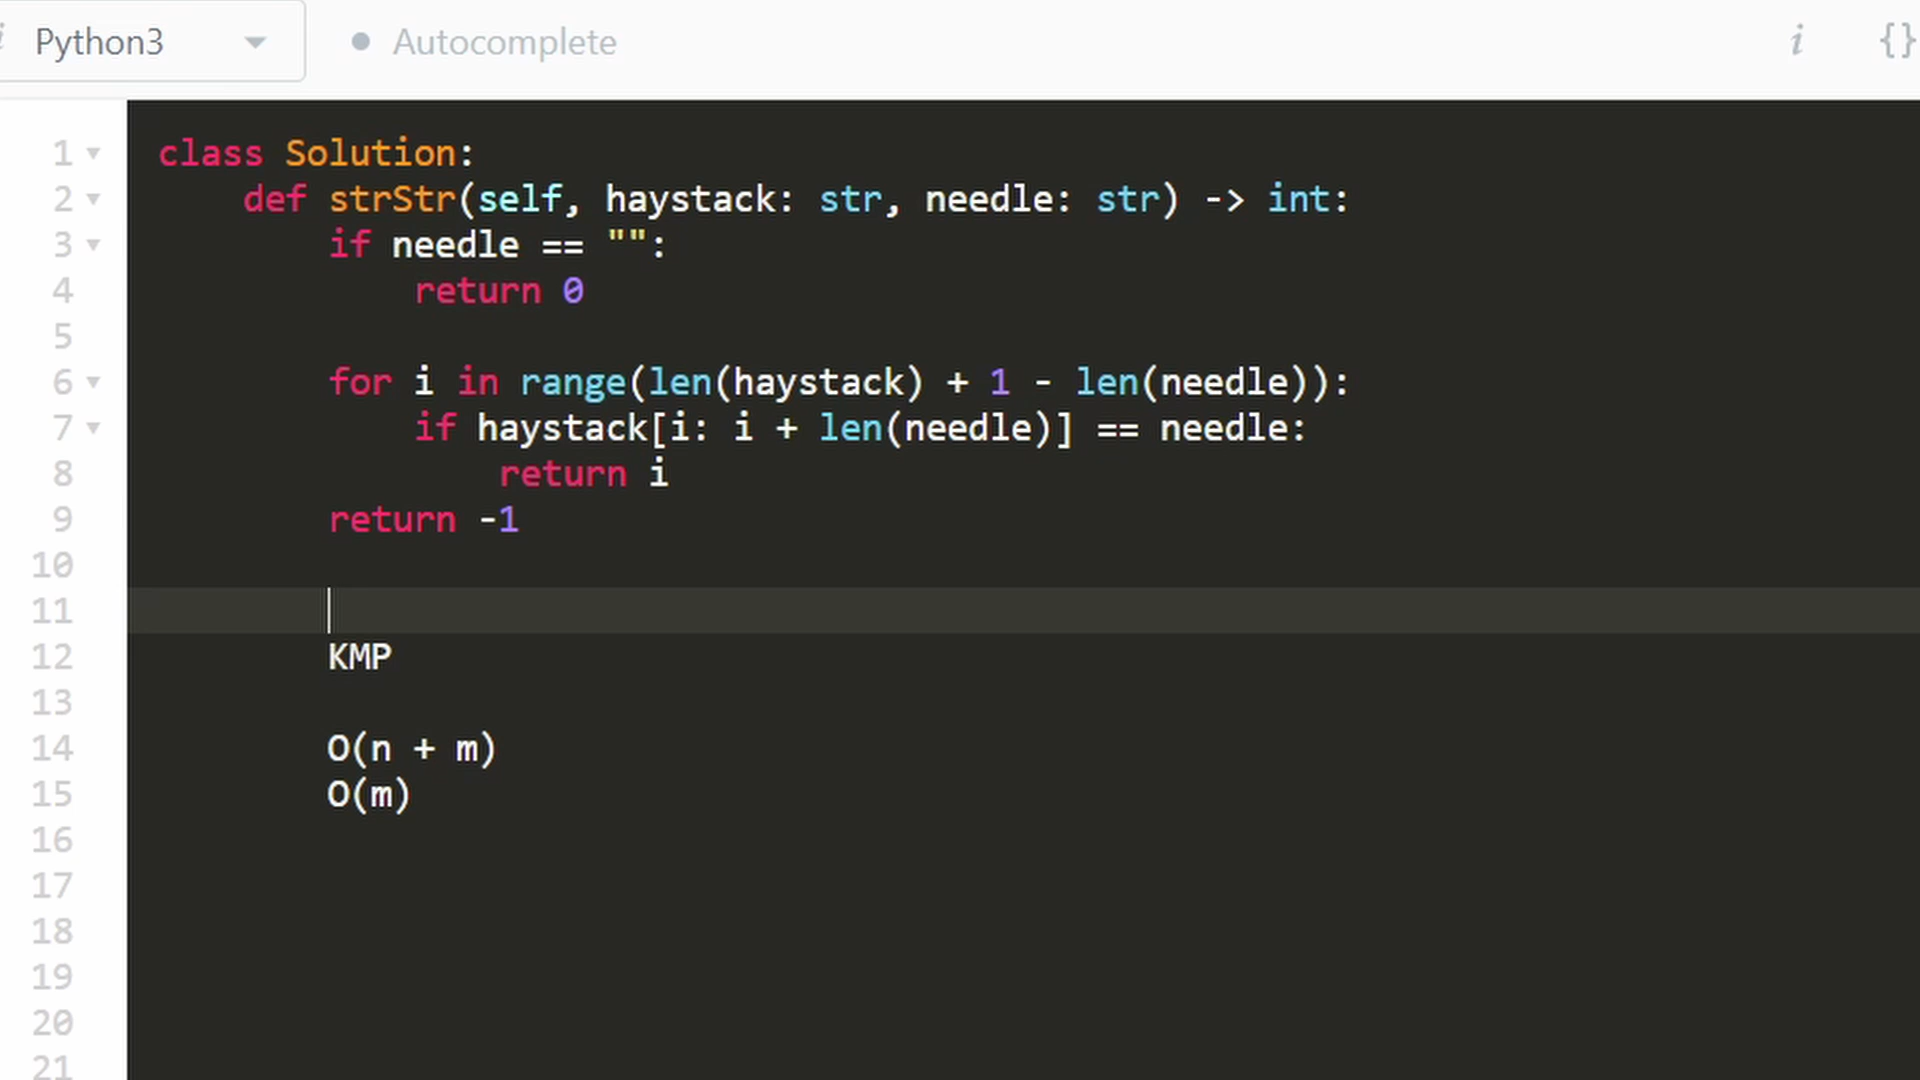 Python3
Autocomplete
i
{}
1 class Solution:
2     def strStr(self, haystack: str, needle: str) -> int:
3         if needle == "":
4             return 0
5
6         for i in range(len(haystack) + 1 - len(needle)):
7             if haystack[i: i + len(needle)] == needle:
8                 return i
9         return -1
10
11
12         KMP
13
14         O(n + m)
15         O(m)
16
17
18
19
20
21